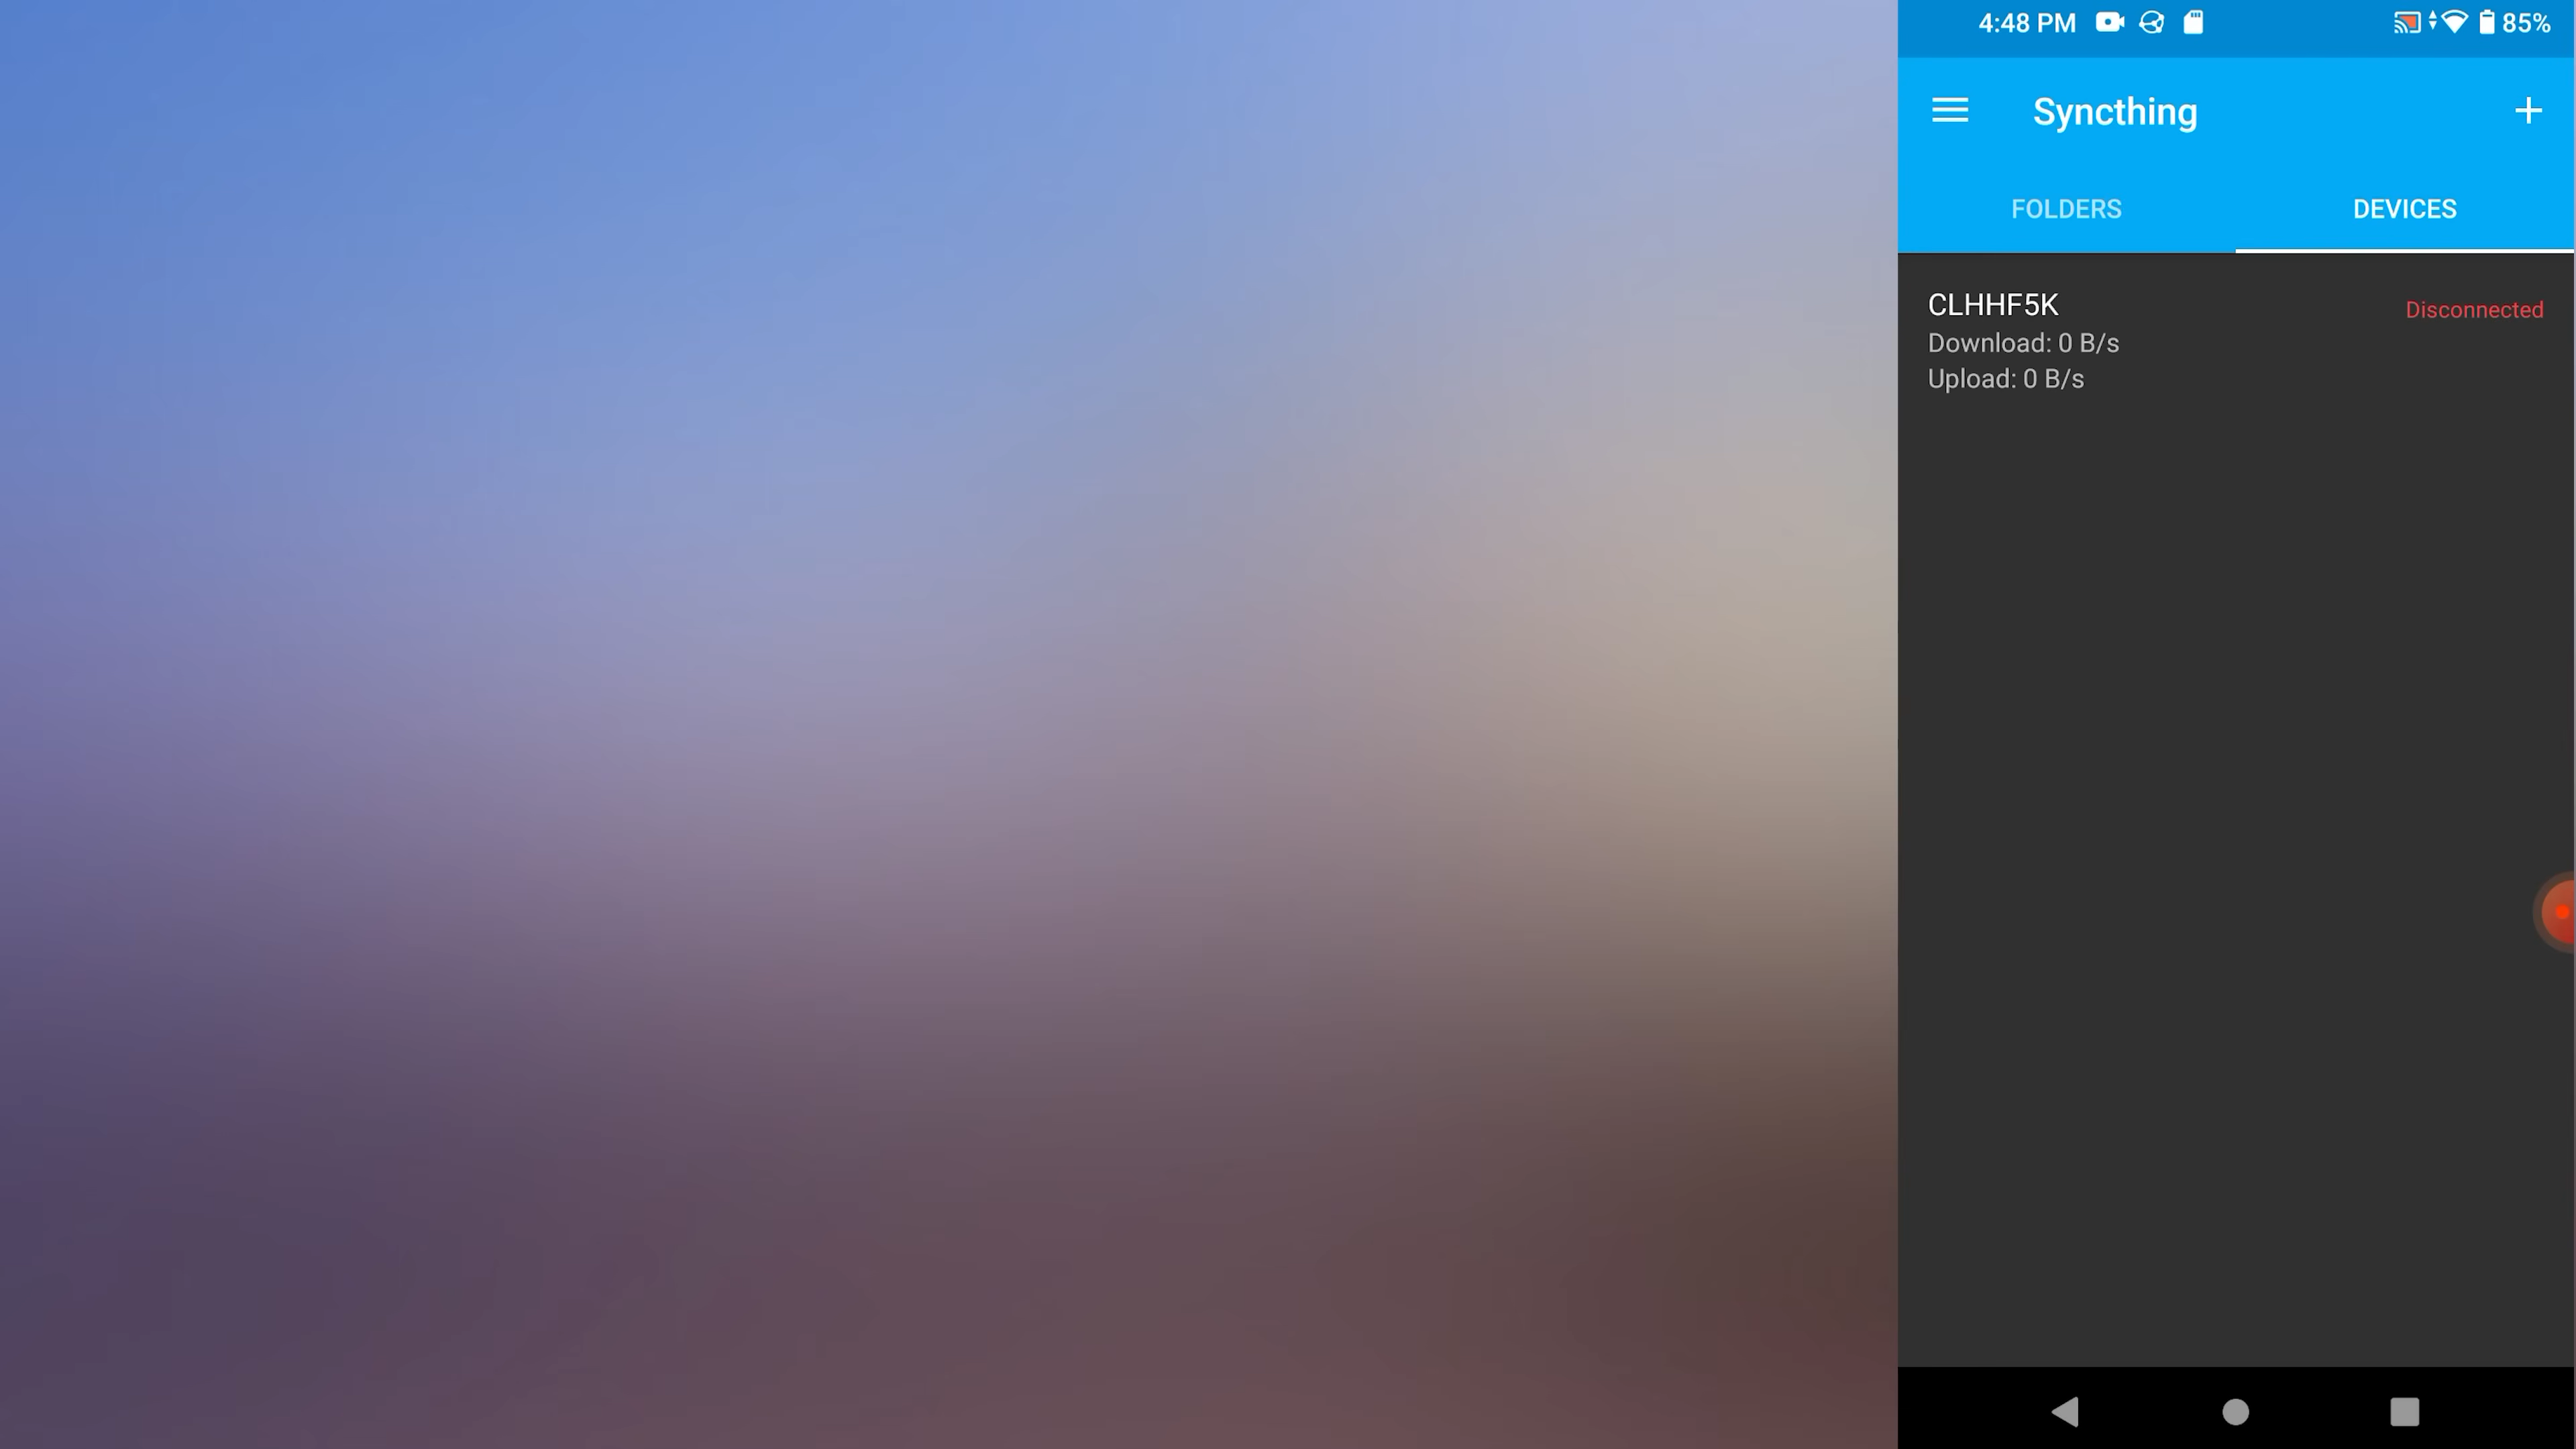 4:48 PM 85%
Syncthing
FOLDERS DEVICES
CLHHF5K Disconnected
Download: 0 B/s
Upload: 0 B/s